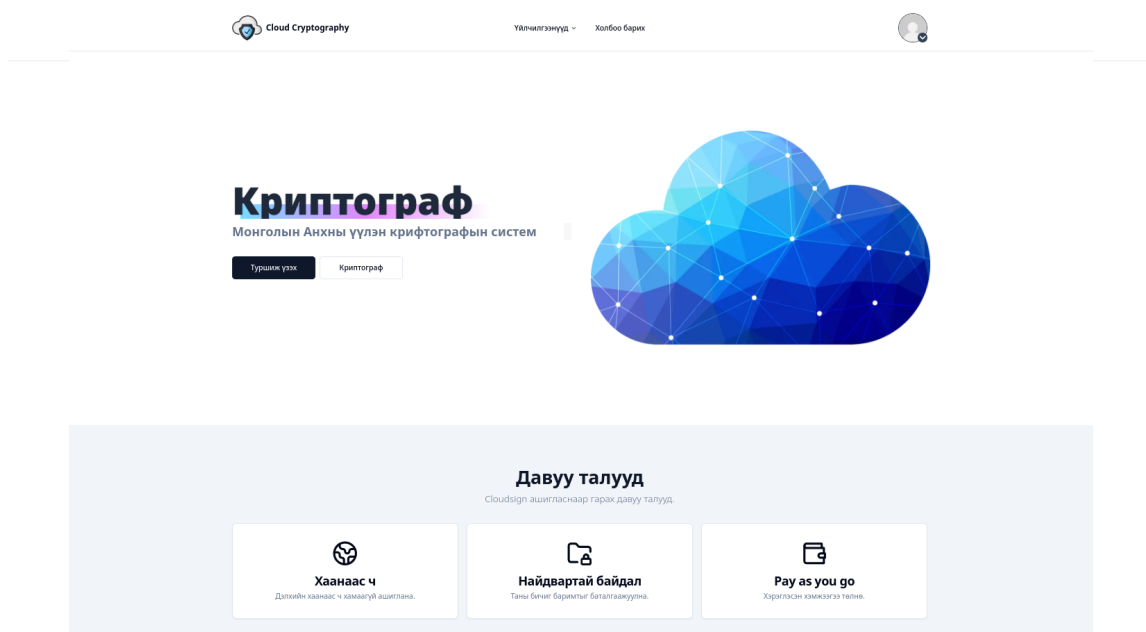 Cloud Cryptography
Үйлчилгээнүүд
Холбоо барих
Криптограф
Монголын Анхны үүлэн крифтографын систем
Туршиж үзэх
Криптограф
Давуу талууд
Cloudsign ашигласнаар гарах давуу талууд.
Хаанаас ч
Дэлхийн хаанаас ч хамаагүй ашиглана.
Найдвартай байдал
Таны бичиг баримтыг баталгаажуулна.
Pay as you go
Хэрэглэсэн хэмжээгээ төлнө.